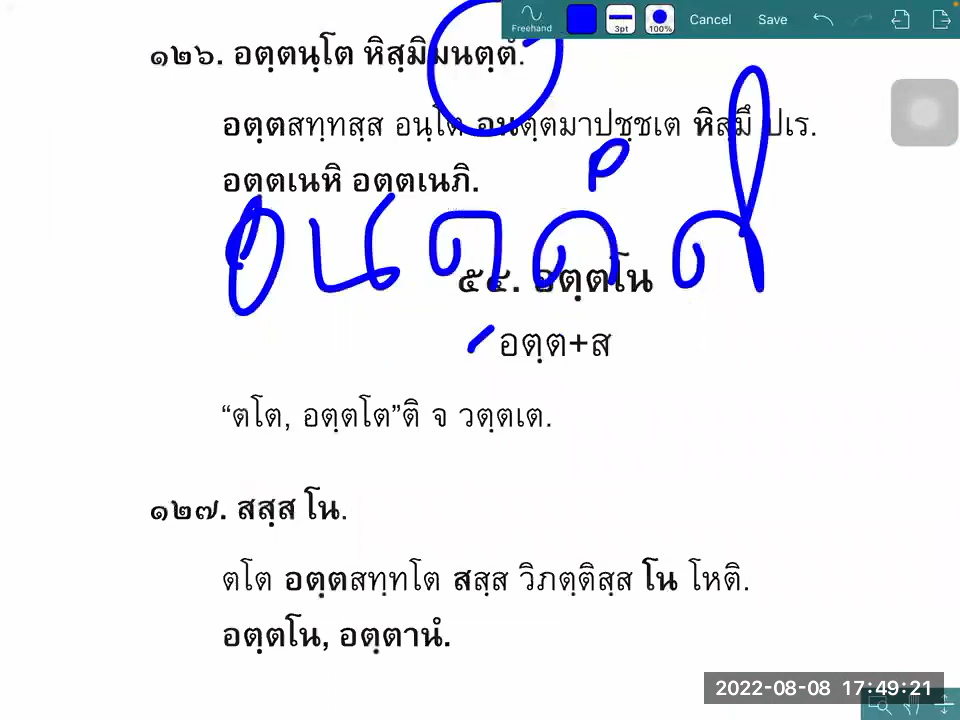 Freehand 3pt 100% Cancel Save
๑๒๖. อตฺตนฺโต หิสฺมิมนตฺตํ.
อตฺตสทฺทสฺส อนฺโต อนตฺตมาปชฺชเต หิสฺมึ ปเร.
อตฺตเนหิ อตฺตเนภิ.
๕๔. อตฺตโน
อตฺต+ส
“ตโต, อตฺตโต”ติ จ วตฺตเต.
๑๒๗. สสฺส โน.
ตโต อตฺตสทฺทโต สสฺส วิภตฺติสฺส โน โหติ.
อตฺตโน, อตฺตานํ.
2022-08-08 17:49:21